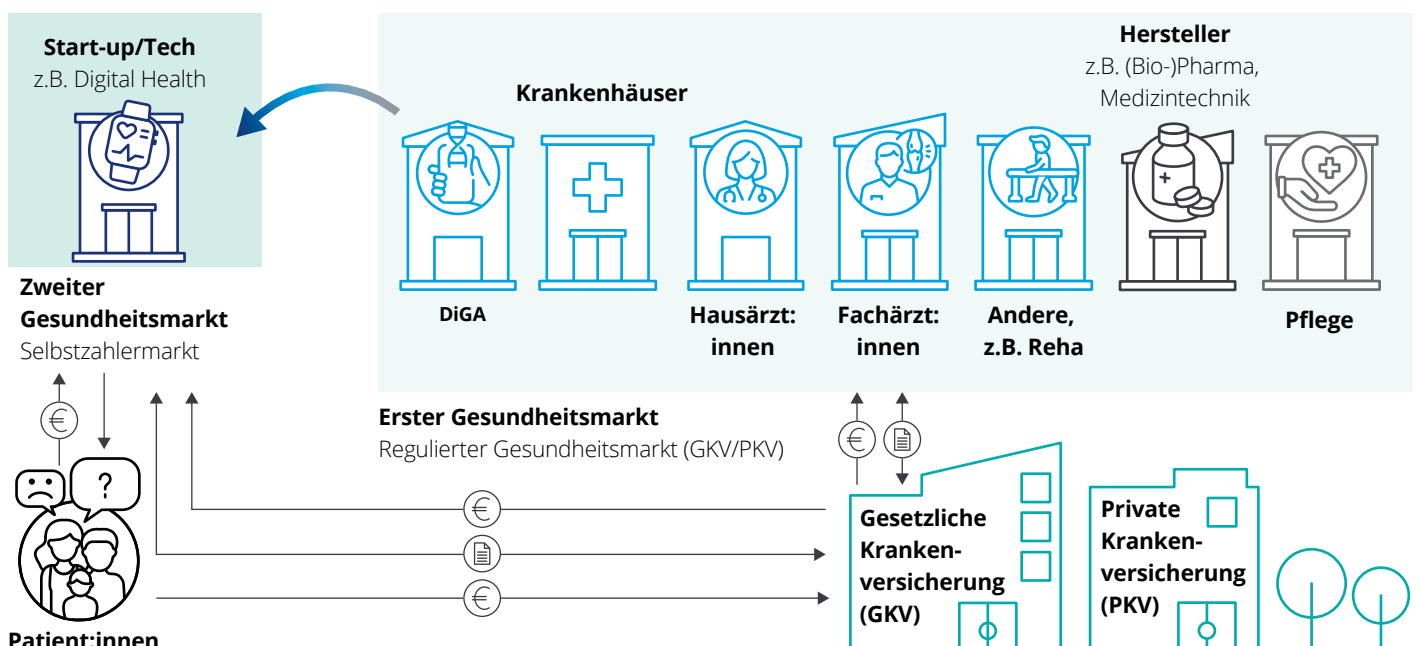 Start-up/Tech
z.B. Digital Health
Krankenhäuser
Hersteller
z.B. (Bio-)Pharma,
Medizintechnik
DiGA
Hausärzt:
innen
Fachärzt:
innen
Andere,
z.B. Reha
Pflege
Zweiter
Gesundheitsmarkt
Selbstzahlermarkt
Erster Gesundheitsmarkt
Regulierter Gesundheitsmarkt (GKV/PKV)
€
€
?
€
€
Gesetzliche
Kranken-
versicherung
(GKV)
Private
Kranken-
versicherung
(PKV)
Patient:innen